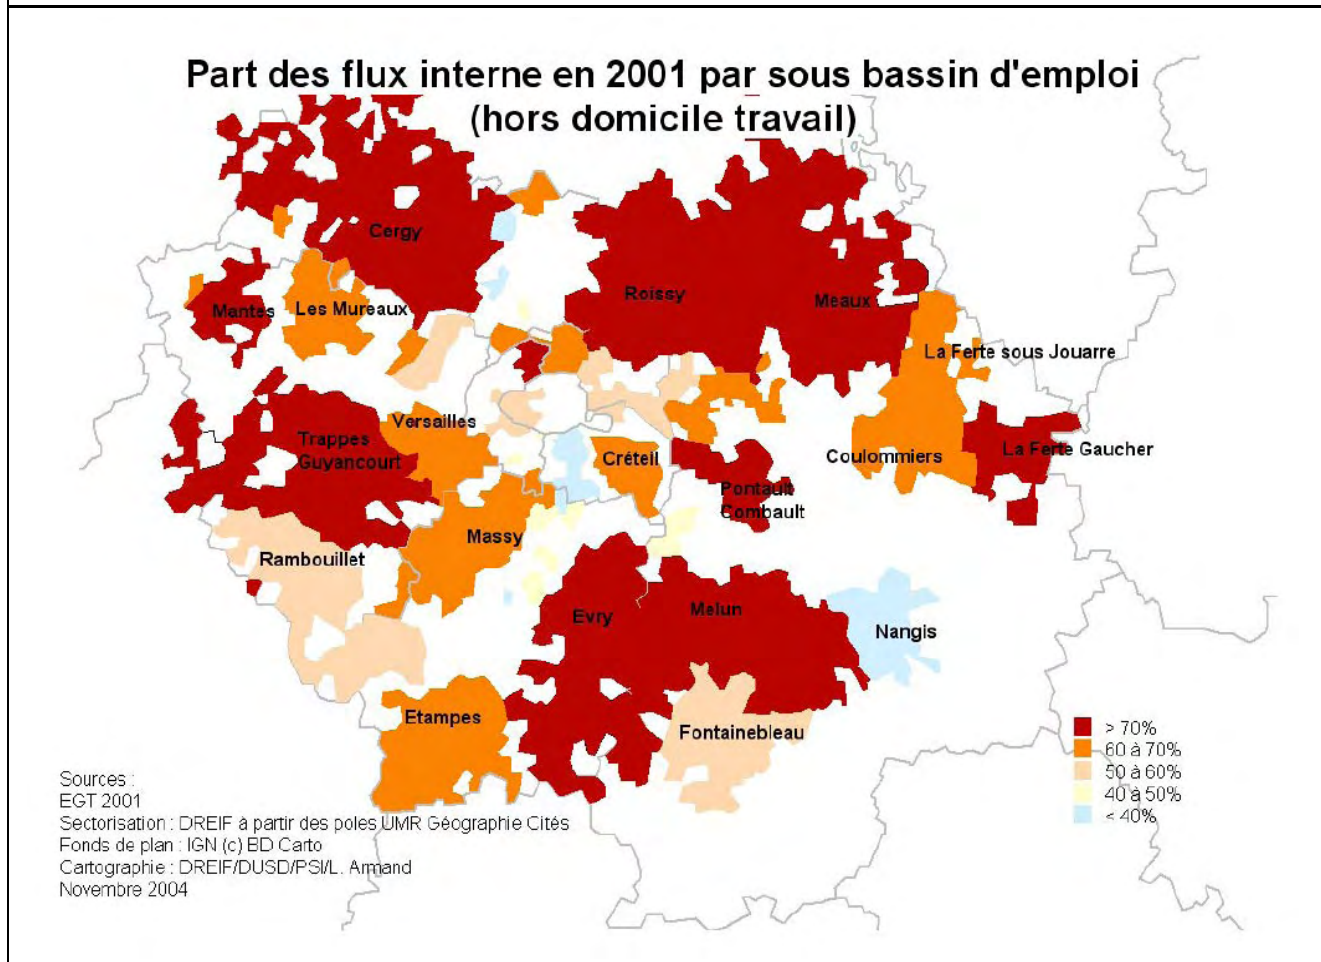 Part des flux interne en 2001 par sous bassin d'emploi
(hors domicile travail)
Cergy
Roissy
Meaux
Mantes
Les Mureaux
La Ferte sous Jouarre
Versailles
Trappes
Guyancourt
Créteil
Coulommiers
La Ferte Gaucher
Pontault
Combault
Massy
Rambouillet
Evry
Melun
Nangis
Etampes
Fontainebleau
> 70%
60 à 70%
50 à 60%
40 à 50%
< 40%
Sources :
EGT 2001
Sectorisation : DREIF à partir des poles UMR Géographie Cités
Fonds de plan : IGN (c) BD Carto
Cartographie : DREIF/DUSD/PSI/L. Armand
Novembre 2004